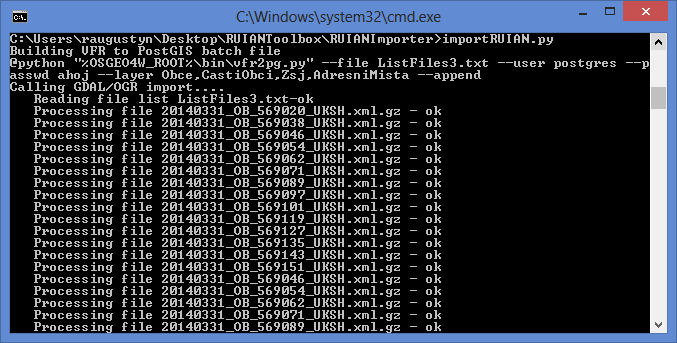 C:\Windows\system32\cmd.exe
C:\Users\raugustyn\Desktop\RUIANToolbox\RUIANImporter>importRUIAN.py
Building VFR to PostGIS batch file
@python "%OSGEO4W_ROOT%\bin\vfr2pg.py" --file ListFiles3.txt --user postgres --p
asswd ahoj --layer Obce,CastiObci,Zsj,AdresniMista --append
Calling GDAL/OGR import....
Reading file list ListFiles3.txt-ok
Processing file 20140331_OB_569020_UKSH.xml.gz - ok
Processing file 20140331_OB_569038_UKSH.xml.gz - ok
Processing file 20140331_OB_569046_UKSH.xml.gz - ok
Processing file 20140331_OB_569054_UKSH.xml.gz - ok
Processing file 20140331_OB_569062_UKSH.xml.gz - ok
Processing file 20140331_OB_569071_UKSH.xml.gz - ok
Processing file 20140331_OB_569089_UKSH.xml.gz - ok
Processing file 20140331_OB_569097_UKSH.xml.gz - ok
Processing file 20140331_OB_569101_UKSH.xml.gz - ok
Processing file 20140331_OB_569119_UKSH.xml.gz - ok
Processing file 20140331_OB_569127_UKSH.xml.gz - ok
Processing file 20140331_OB_569135_UKSH.xml.gz - ok
Processing file 20140331_OB_569143_UKSH.xml.gz - ok
Processing file 20140331_OB_569151_UKSH.xml.gz - ok
Processing file 20140331_OB_569046_UKSH.xml.gz - ok
Processing file 20140331_OB_569054_UKSH.xml.gz - ok
Processing file 20140331_OB_569062_UKSH.xml.gz - ok
Processing file 20140331_OB_569071_UKSH.xml.gz - ok
Processing file 20140331_OB_569089_UKSH.xml.gz - ok